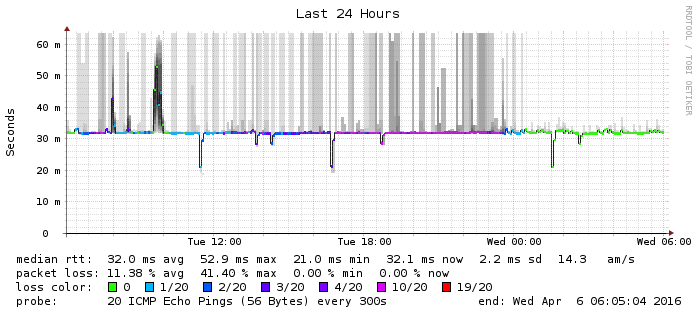 Last 24 Hours
RRDTOOL / TOBI OETIKER
Seconds
60 m
50 m
40 m
30 m
20 m
10 m
0
Tue 12:00 Tue 18:00 Wed 00:00 Wed 06:00
median rtt: 32.0 ms avg 52.9 ms max 21.0 ms min 32.1 ms now 2.2 ms sd 14.3 am/s
packet loss: 11.38 % avg 41.40 % max 0.00 % min 0.00 % now
loss color: 0 1/20 2/20 3/20 4/20 10/20 19/20
probe: 20 ICMP Echo Pings (56 Bytes) every 300s end: Wed Apr 6 06:05:04 2016